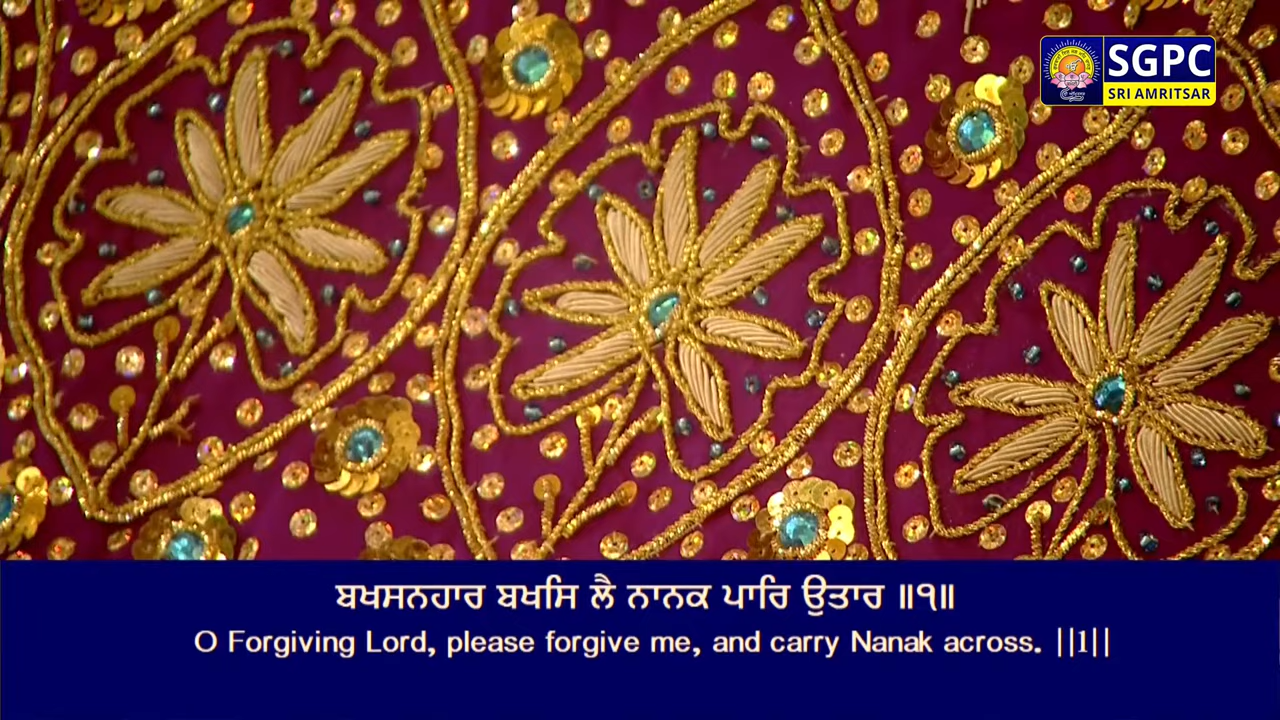 SGPC
SRI AMRITSAR
ਬਖਸਨਹਾਰ ਬਖਸਿ ਲੈ ਨਾਨਕ ਪਾਰਿ ਉਤਾਰ ॥੧॥
O Forgiving Lord, please forgive me, and carry Nanak across. ||1||